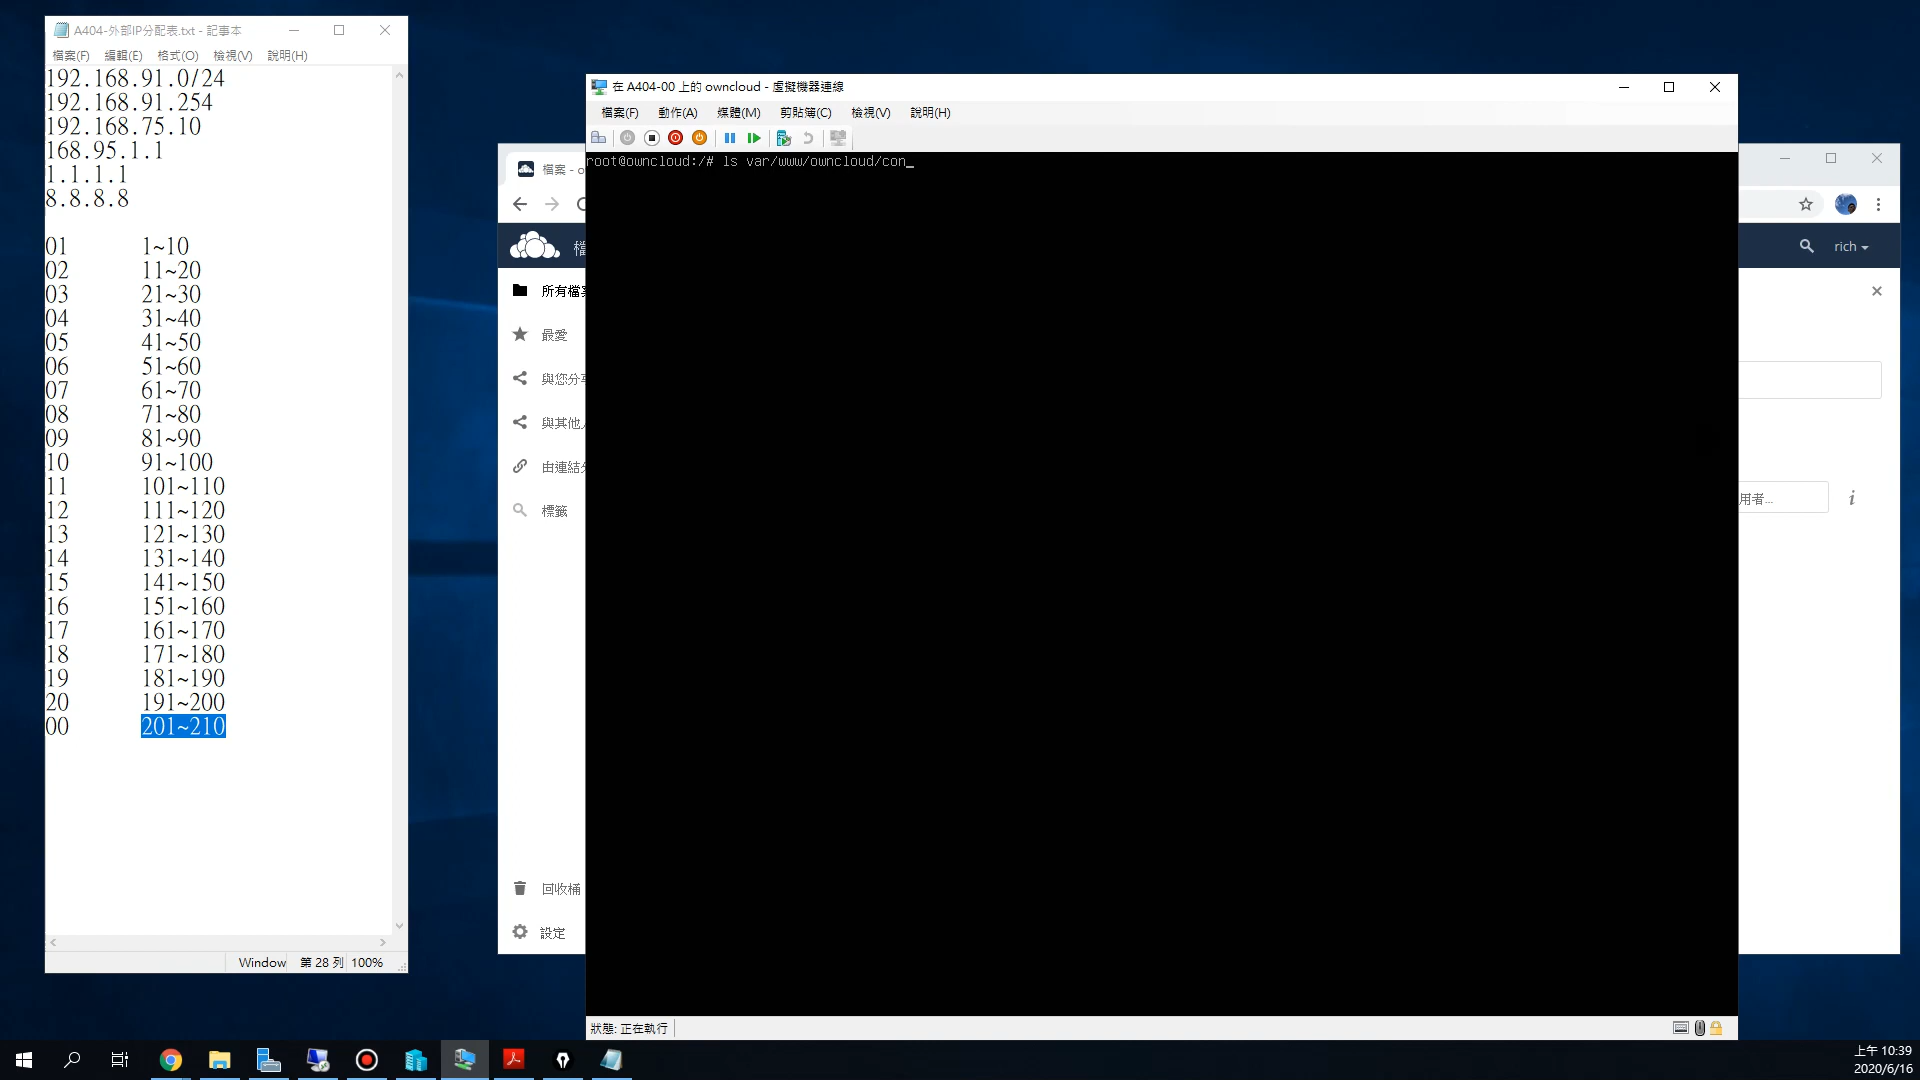 A404-外部IP分配表.txt - 記事本
檔案(F) 編輯(E) 格式(O) 檢視(V) 說明(H)
192.168.91.0/24
192.168.91.254
192.168.75.10
168.95.1.1
1.1.1.1
8.8.8.8
01 1~10
02 11~20
03 21~30
04 31~40
05 41~50
06 51~60
07 61~70
08 71~80
09 81~90
10 91~100
11 101~110
12 111~120
13 121~130
14 131~140
15 141~150
16 151~160
17 161~170
18 171~180
19 181~190
20 191~200
00 201~210
Window 第 28 列 100%
在 A404-00 上的 owncloud - 虛擬機器連線
檔案(F) 動作(A) 媒體(M) 剪貼簿(C) 檢視(V) 說明(H)
root@owncloud:/# ls var/www/owncloud/con_
狀態: 正在執行
檔案 - o
檔
rich
所有檔案
最愛
與您分享
與其他
由連結分
標籤
用者...
i
回收桶
設定
上午 10:39
2020/6/16